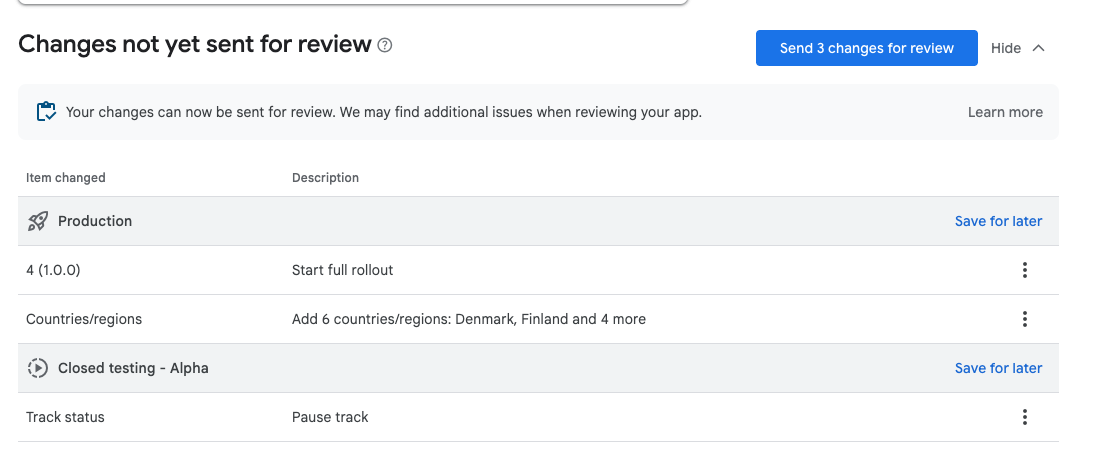 Changes not yet sent for review
Send 3 changes for review
Hide
Your changes can now be sent for review. We may find additional issues when reviewing your app.
Learn more
Item changed
Description
Production
Save for later
4 (1.0.0)
Start full rollout
Countries/regions
Add 6 countries/regions: Denmark, Finland and 4 more
Closed testing - Alpha
Save for later
Track status
Pause track